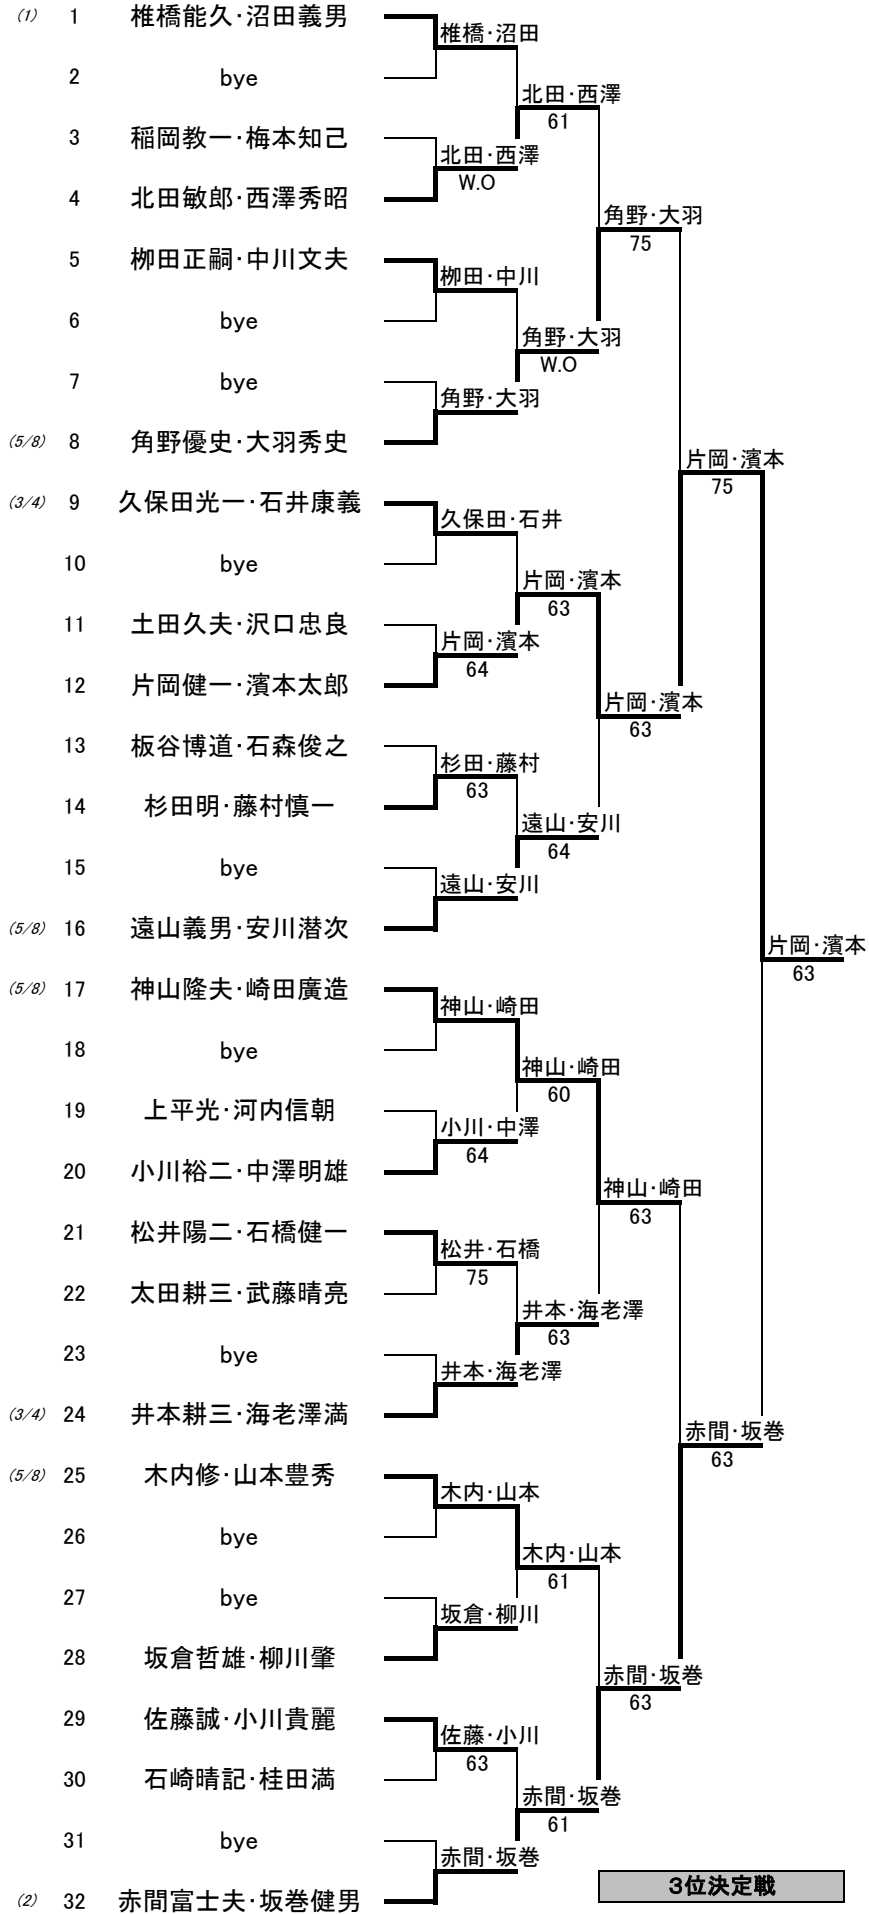 (1) 1 椎橋能久・沼田義男
椎橋・沼田
2 bye
北田・西澤
61
3 稲岡教一・梅本知己
北田・西澤
W.O
4 北田敏郎・西澤秀昭
角野・大羽
75
5 栁田正嗣・中川文夫
栁田・中川
6 bye
角野・大羽
W.O
7 bye
角野・大羽
(5/8) 8 角野優史・大羽秀史
片岡・濱本
75
(3/4) 9 久保田光一・石井康義
久保田・石井
10 bye
片岡・濱本
63
11 土田久夫・沢口忠良
片岡・濱本
64
12 片岡健一・濱本太郎
片岡・濱本
63
13 板谷博道・石森俊之
杉田・藤村
63
14 杉田明・藤村慎一
遠山・安川
64
15 bye
遠山・安川
(5/8) 16 遠山義男・安川潜次
片岡・濱本
63
(5/8) 17 神山隆夫・崎田廣造
神山・崎田
18 bye
神山・崎田
60
19 上平光・河内信朝
小川・中澤
64
20 小川裕二・中澤明雄
神山・崎田
63
21 松井陽二・石橋健一
松井・石橋
75
22 太田耕三・武藤晴亮
井本・海老澤
63
23 bye
井本・海老澤
(3/4) 24 井本耕三・海老澤満
赤間・坂巻
63
(5/8) 25 木内修・山本豊秀
木内・山本
26 bye
木内・山本
61
27 bye
坂倉・柳川
28 坂倉哲雄・柳川肇
赤間・坂巻
63
29 佐藤誠・小川貴麗
佐藤・小川
63
30 石崎晴記・桂田満
赤間・坂巻
61
31 bye
赤間・坂巻
3位決定戦
(2) 32 赤間富士夫・坂巻健男